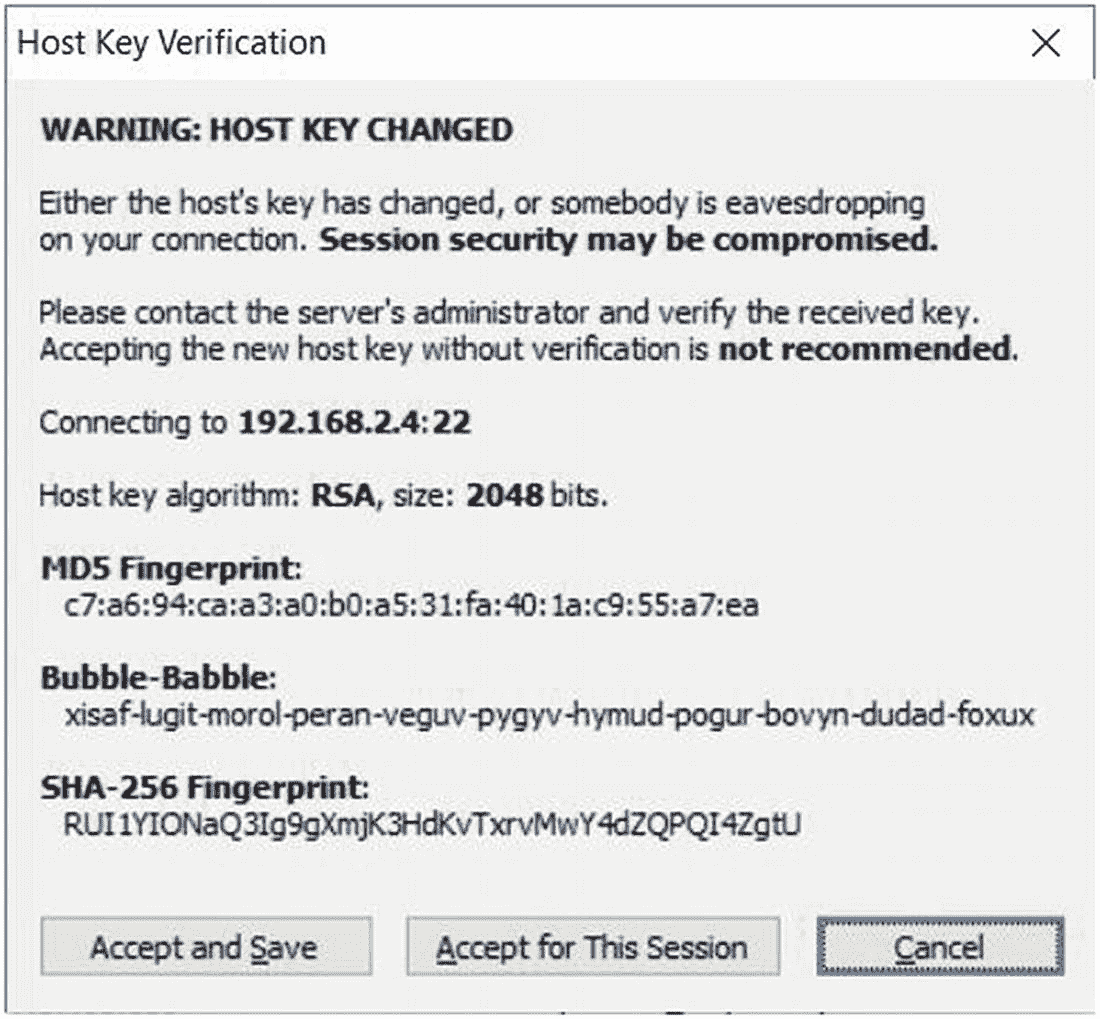 Host Key Verification
WARNING: HOST KEY CHANGED
Either the host's key has changed, or somebody is eavesdropping
on your connection. Session security may be compromised.
Please contact the server's administrator and verify the received key.
Accepting the new host key without verification is not recommended.
Connecting to 192.168.2.4:22
Host key algorithm: RSA, size: 2048 bits.
MD5 Fingerprint:
c7:a6:94:ca:a3:a0:b0:a5:31:fa:40:1a:c9:55:a7:ea
Bubble-Babble:
xisaf-lugit-morol-peran-veguv-pygyv-hymud-pogur-bovyn-dudad-foxux
SHA-256 Fingerprint:
RUI1YIONaQ3Ig9gXmjK3HdKvTxrvMwY4dZQPQI4ZgtU
Accept and Save
Accept for This Session
Cancel